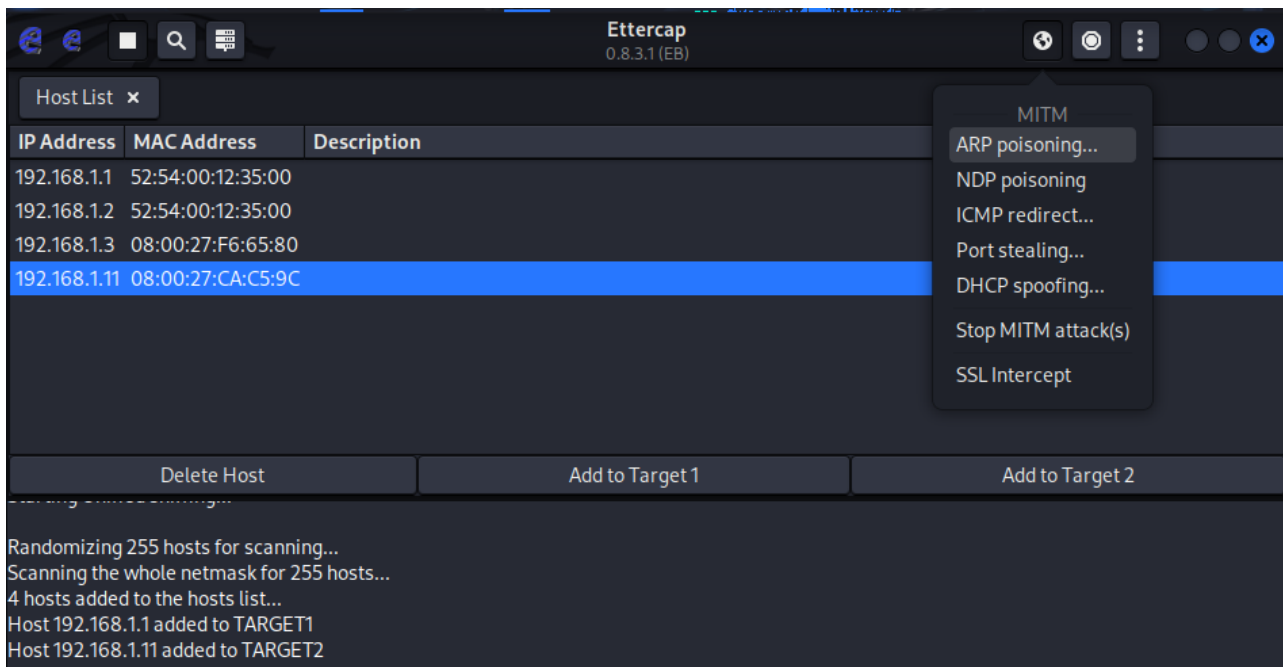 Ettercap
0.8.3.1 (EB)
Host List ×
MITM
IP Address MAC Address Description
ARP poisoning...
192.168.1.1 52:54:00:12:35:00
NDP poisoning
192.168.1.2 52:54:00:12:35:00
ICMP redirect...
192.168.1.3 08:00:27:F6:65:80
Port stealing...
192.168.1.11 08:00:27:CA:C5:9C
DHCP spoofing...
Stop MITM attack(s)
SSL Intercept
Delete Host Add to Target 1 Add to Target 2
Randomizing 255 hosts for scanning...
Scanning the whole netmask for 255 hosts...
4 hosts added to the hosts list...
Host 192.168.1.1 added to TARGET1
Host 192.168.1.11 added to TARGET2